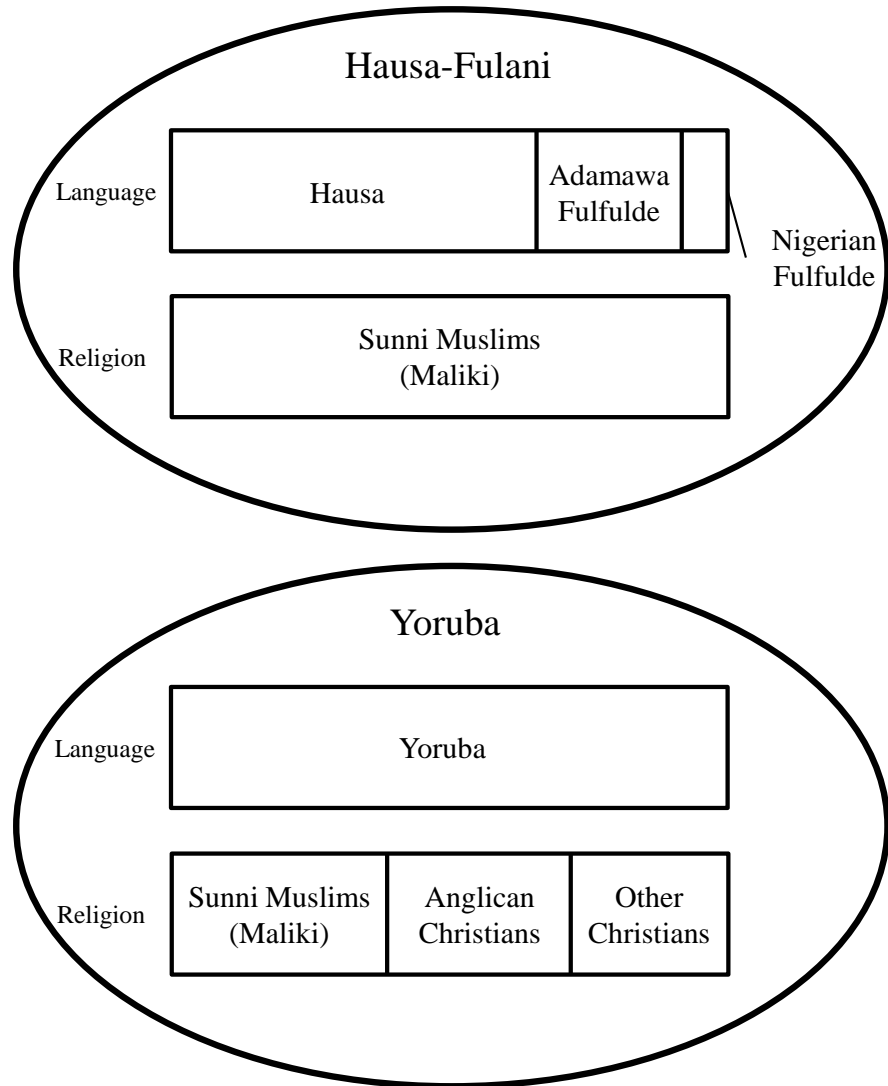 Hausa-Fulani
Language
Hausa
Adamawa
Fulfulde
Nigerian
Fulfulde
Religion
Sunni Muslims
(Maliki)
Yoruba
Language
Yoruba
Religion
Sunni Muslims
(Maliki)
Anglican
Christians
Other
Christians